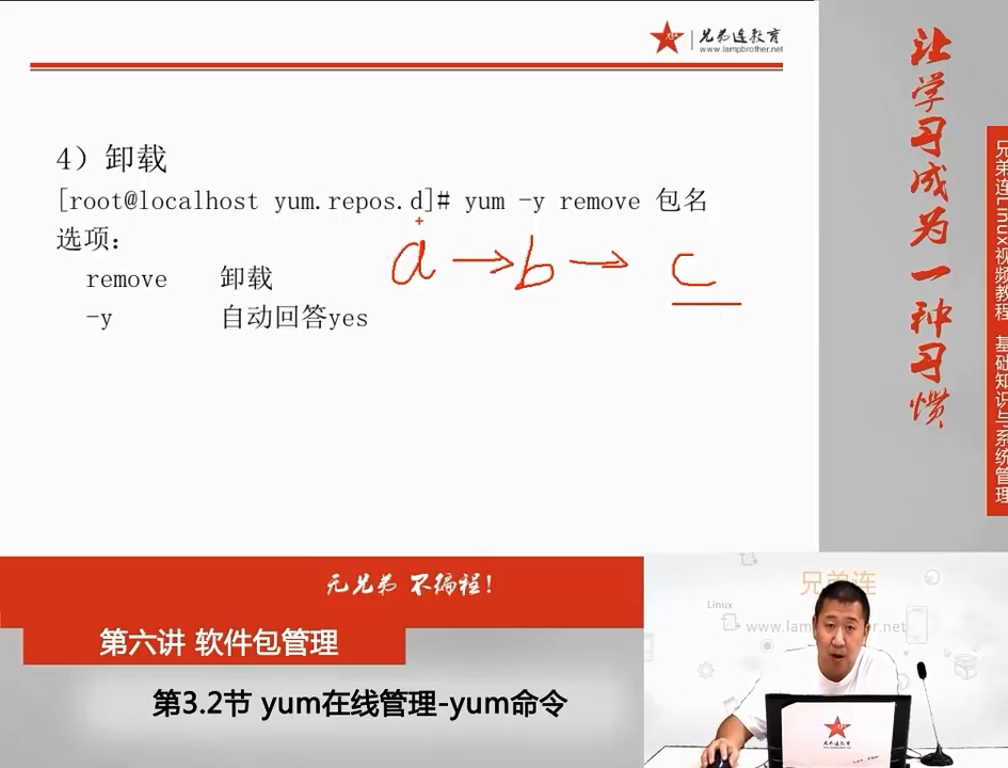 兄弟连教育
www.lampbrother.net
4）卸载
[root@localhost yum.repos.d]# yum -y remove 包名
选项：
remove 卸载
-y 自动回答yes
a → b → c
让学习成为一种习惯
兄弟连Linux视频教程 基础知识与系统管理
无兄弟 不编程！
第六讲 软件包管理
第3.2节 yum在线管理-yum命令
兄弟连
Linux